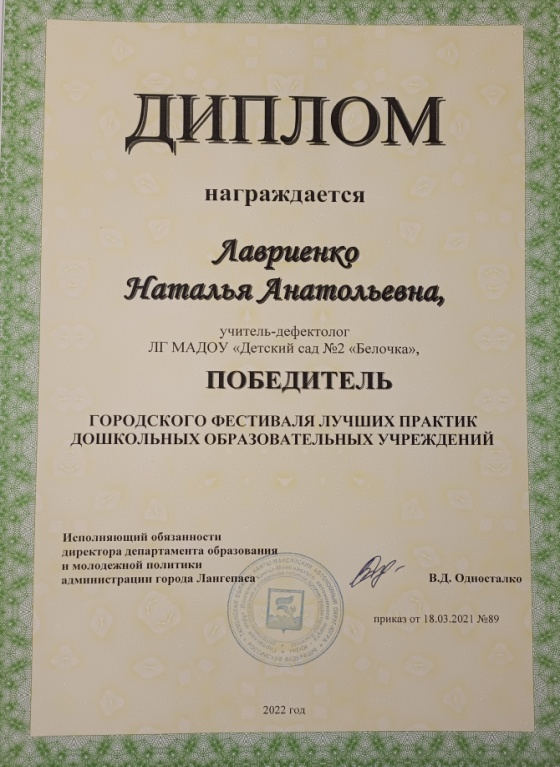 ДИПЛОМ
награждается
Лавриенко
Наталья Анатольевна,
учитель-дефектолог
ЛГ МАДОУ «Детский сад №2 «Белочка»,
ПОБЕДИТЕЛЬ
ГОРОДСКОГО ФЕСТИВАЛЯ ЛУЧШИХ ПРАКТИК
ДОШКОЛЬНЫХ ОБРАЗОВАТЕЛЬНЫХ УЧРЕЖДЕНИЙ
Исполняющий обязанности
директора департамента образования
и молодежной политики
администрации города Лангепаса
В.Д. Односталко
приказ от 18.03.2021 №89
2022 год